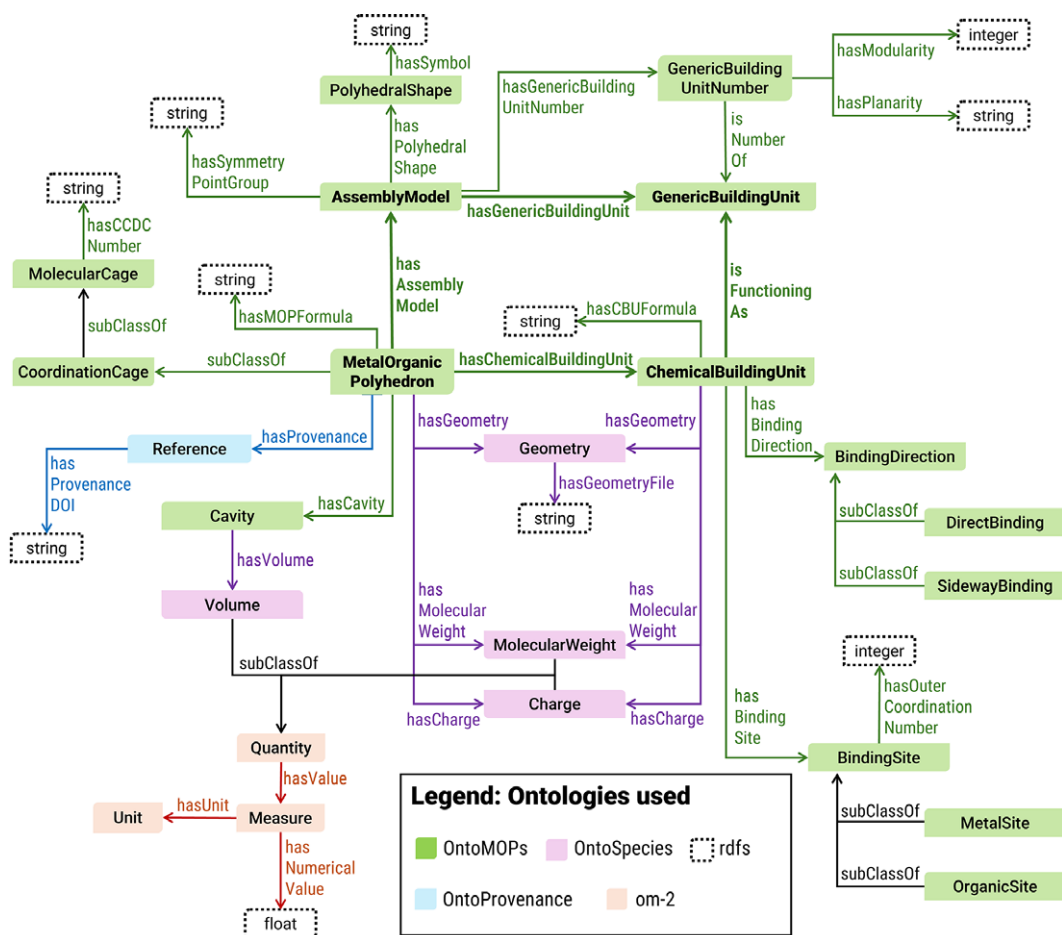 string
integer
hasSymbol
hasModularity
GenericBuilding
UnitNumber
hasGenericBuilding
UnitNumber
PolyhedralShape
string
has
Polyhedral
Shape
hasPlanarity
string
is
Number
Of
hasSymmetry
PointGroup
string
AssemblyModel
GenericBuildingUnit
hasGenericBuildingUnit
hasCCDC
Number
MolecularCage
has
Assembly
Model
is
Functioning
As
string
hasMOPFormula
hasCBUFormula
string
subClassOf
subClassOf
MetalOrganic
Polyhedron
hasChemicalBuildingUnit
CoordinationCage
ChemicalBuildingUnit
hasGeometry
hasGeometry
has
Binding
Direction
Reference
hasProvenance
Geometry
BindingDirection
has
Provenance
DOI
hasGeometryFile
hasCavity
Cavity
string
subClassOf
DirectBinding
string
hasVolume
subClassOf
SidewayBinding
Volume
has
Molecular
Weight
has
Molecular
Weight
MolecularWeight
integer
subClassOf
hasOuter
Coordination
Number
has
Binding
Site
Charge
hasCharge
hasCharge
Quantity
BindingSite
hasValue
Legend: Ontologies used
hasUnit
Unit
Measure
subClassOf
MetalSite
OntoMOPs
OntoSpecies
rdfs
has
Numerical
Value
subClassOf
OrganicSite
OntoProvenance
om-2
float